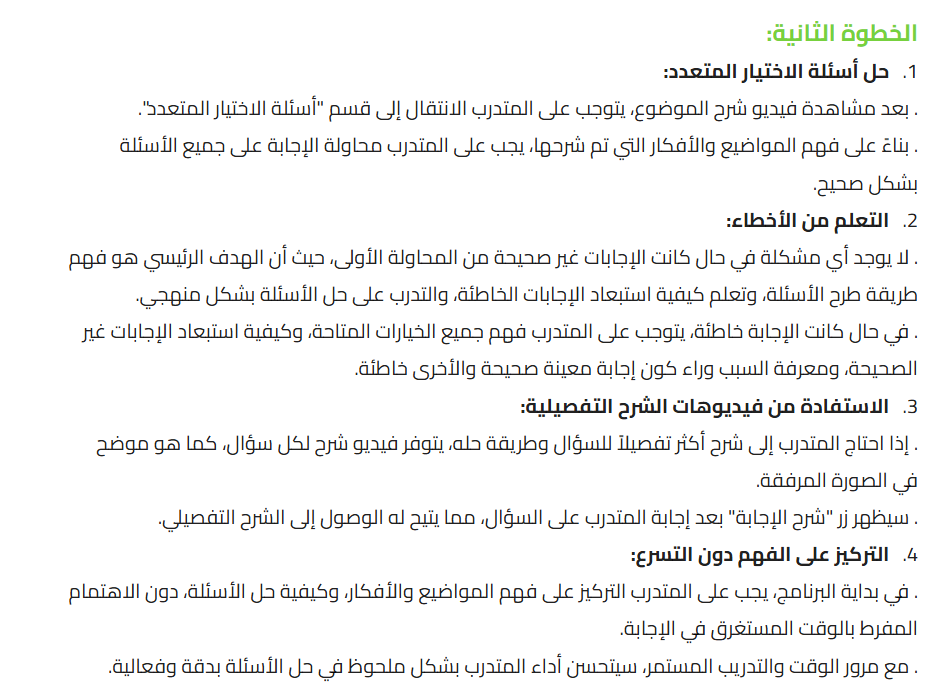 الخطوة الثانية:
1. حل أسئلة الاختيار المتعدد:
. بعد مشاهدة فيديو شرح الموضوع، يتوجب على المتدرب الانتقال إلى قسم "أسئلة الاختيار المتعدد".
. بناءً على فهم المواضيع والأفكار التي تم شرحها، يجب على المتدرب محاولة الإجابة على جميع الأسئلة
بشكل صحيح.
2. التعلم من الأخطاء:
. لا يوجد أي مشكلة في حال كانت الإجابات غير صحيحة من المحاولة الأولى، حيث أن الهدف الرئيسي هو فهم
طريقة طرح الأسئلة، وتعلم كيفية استبعاد الإجابات الخاطئة، والتدرب على حل الأسئلة بشكل منهجي.
. في حال كانت الإجابة خاطئة، يتوجب على المتدرب فهم جميع الخيارات المتاحة، وكيفية استبعاد الإجابات غير
الصحيحة، ومعرفة السبب وراء كون إجابة معينة صحيحة والأخرى خاطئة.
3. الاستفادة من فيديوهات الشرح التفصيلية:
. إذا احتاج المتدرب إلى شرح أكثر تفصيلاً للسؤال وطريقة حله، يتوفر فيديو شرح لكل سؤال، كما هو موضح
في الصورة المرفقة.
. سيظهر زر "شرح الإجابة" بعد إجابة المتدرب على السؤال، مما يتيح له الوصول إلى الشرح التفصيلي.
4. التركيز على الفهم دون التسرع:
. في بداية البرنامج، يجب على المتدرب التركيز على فهم المواضيع والأفكار، وكيفية حل الأسئلة، دون الاهتمام
المفرط بالوقت المستغرق في الإجابة.
. مع مرور الوقت والتدريب المستمر، سيتحسن أداء المتدرب بشكل ملحوظ في حل الأسئلة بدقة وفعالية.